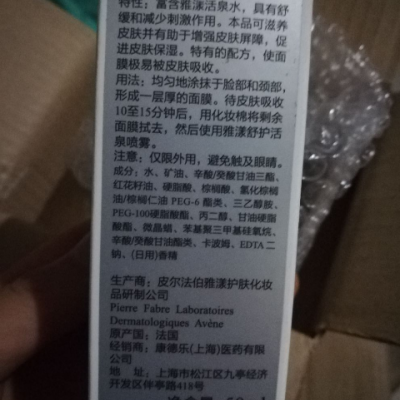 特性：富含雅漾活泉水，具有舒
缓和减少刺激作用。本品可滋养
皮肤并有助于增强皮肤屏障，促
进皮肤保湿。特有的配方，使面
膜极易被皮肤吸收。
用法：均匀地涂抹于脸部和颈部，
形成一层厚的面膜。待皮肤吸收
10至15分钟后，用化妆棉将剩余
面膜拭去，然后使用雅漾舒护活
泉喷雾。
注意：仅限外用，避免触及眼睛。
成分：水、矿油、辛酸/癸酸甘油三酯、
红花籽油、硬脂酸、棕榈酸、氢化棕榈
油/棕榈仁油 PEG-6 酯类、三乙醇胺、
PEG-100硬脂酸酯、丙二醇、甘油硬脂
酸酯、微晶蜡、苯基聚三甲基硅氧烷、
辛酸/癸酸甘油酯类、卡波姆、EDTA 二
钠、(日用)香精
生产商：皮尔法伯雅漾护肤化妆
品研制公司
Pierre Fabre Laboratoires
Dermatologiques Avène
原产国：法国
经销商：康德乐(上海)医药有限
公司
地 址：上海市松江区九亭经济
开发区伴亭路418号